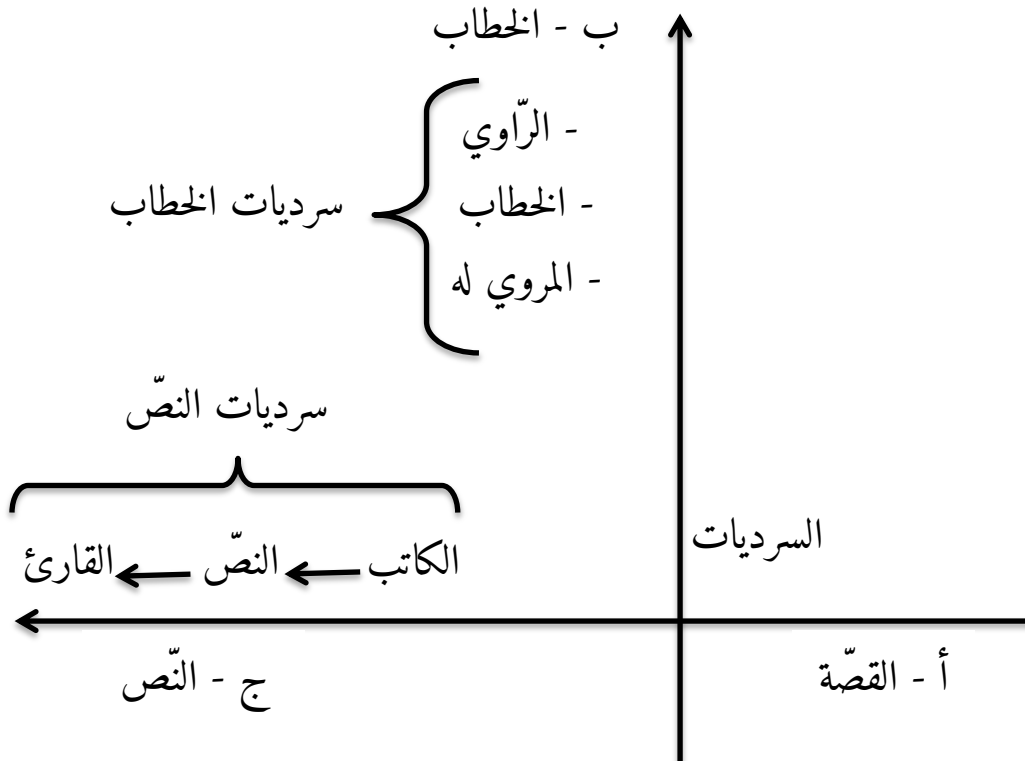 ب - الخطاب
- الرّاوي
- الخطاب
- المروي له
سرديات الخطاب
سرديات النصّ
السرديات
الكاتب النصّ القارئ
أ - القصّة
ج - النّص